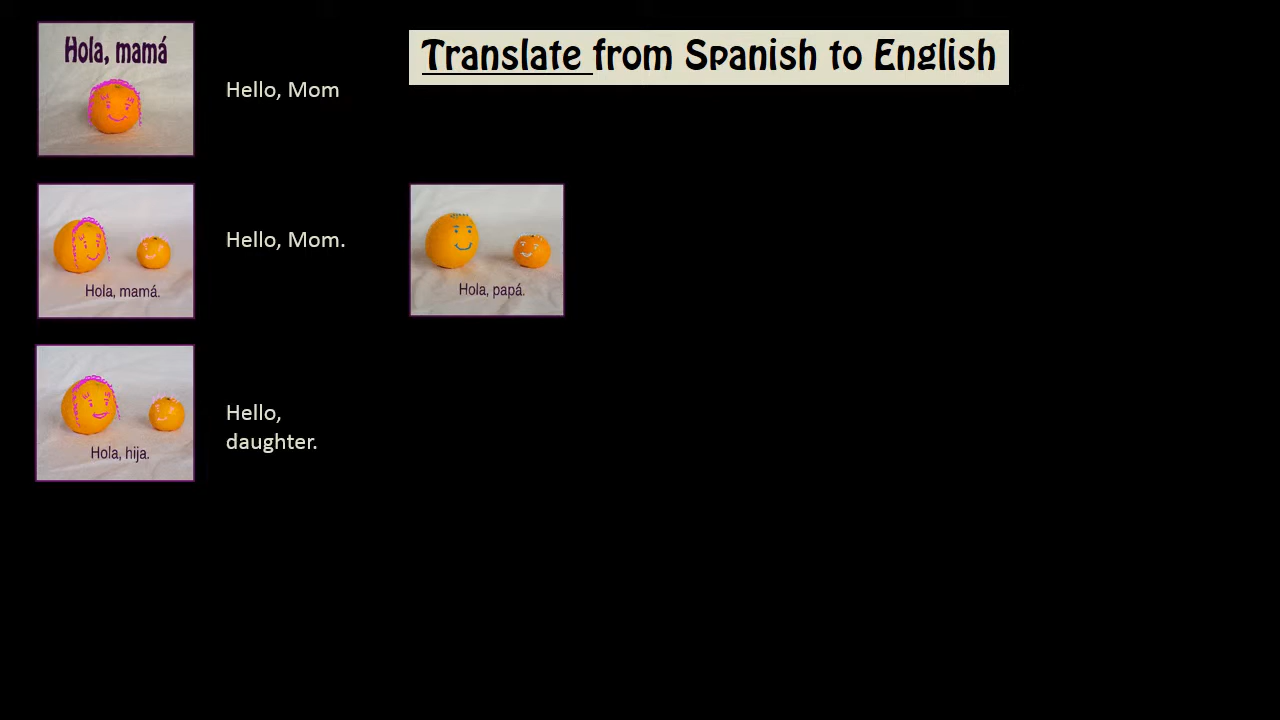 Hola, mamá
Hello, Mom
Translate from Spanish to English
Hola, mamá.
Hello, Mom.
Hola, papá.
Hola, hija.
Hello,
daughter.